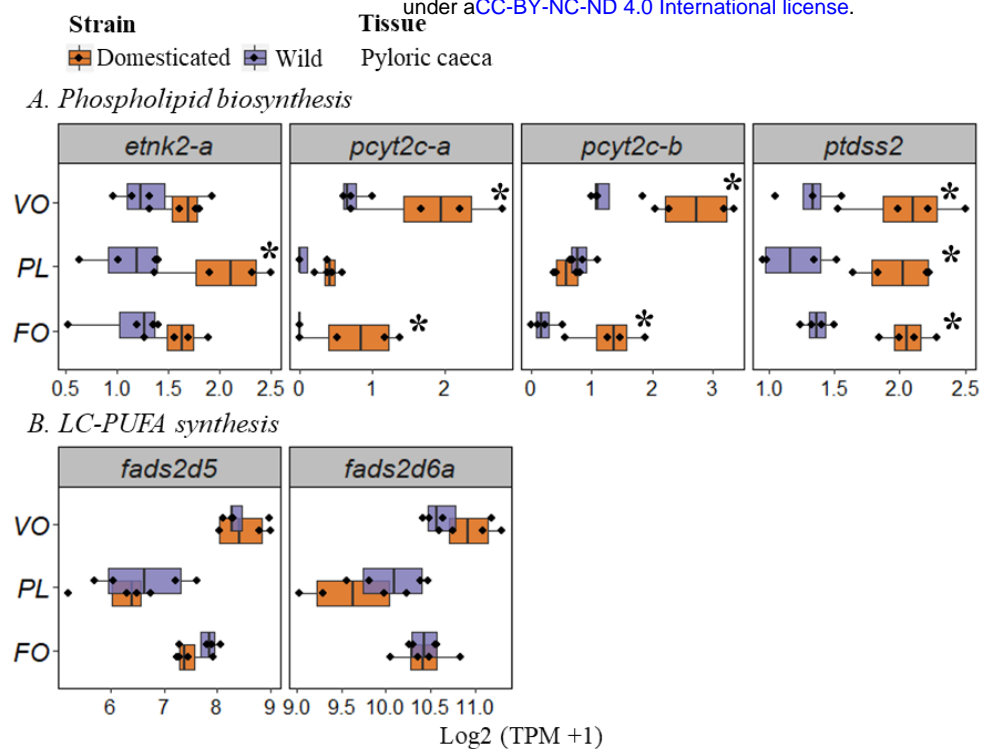 under aCC-BY-NC-ND 4.0 International license.
Strain Tissue
Domesticated Wild Pyloric caeca
A. Phospholipid biosynthesis
etnk2-a pcyt2c-a pcyt2c-b ptdss2
VO * * *
PL * *
FO * * *
0.5 1.0 1.5 2.0 2.5 0 1 2 0 1 2 3 1.0 1.5 2.0 2.5
B. LC-PUFA synthesis
fads2d5 fads2d6a
VO
PL
FO
6 7 8 9 9.0 9.5 10.0 10.5 11.0
Log2 (TPM +1)